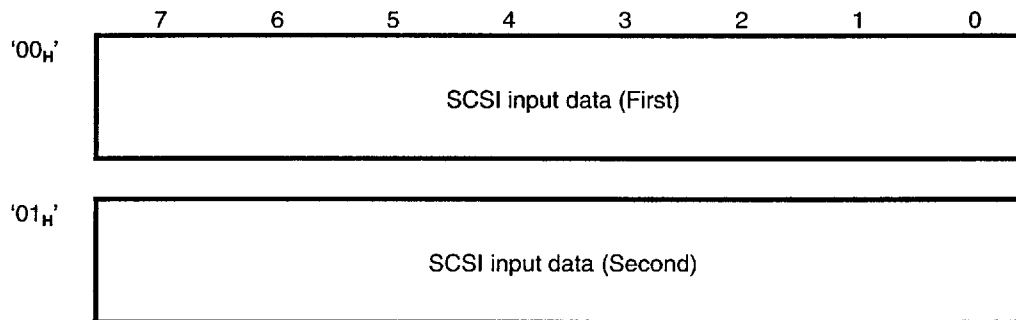 7 6 5 4 3 2 1 0
‘00H’
SCSI input data (First)
‘01H’
SCSI input data (Second)